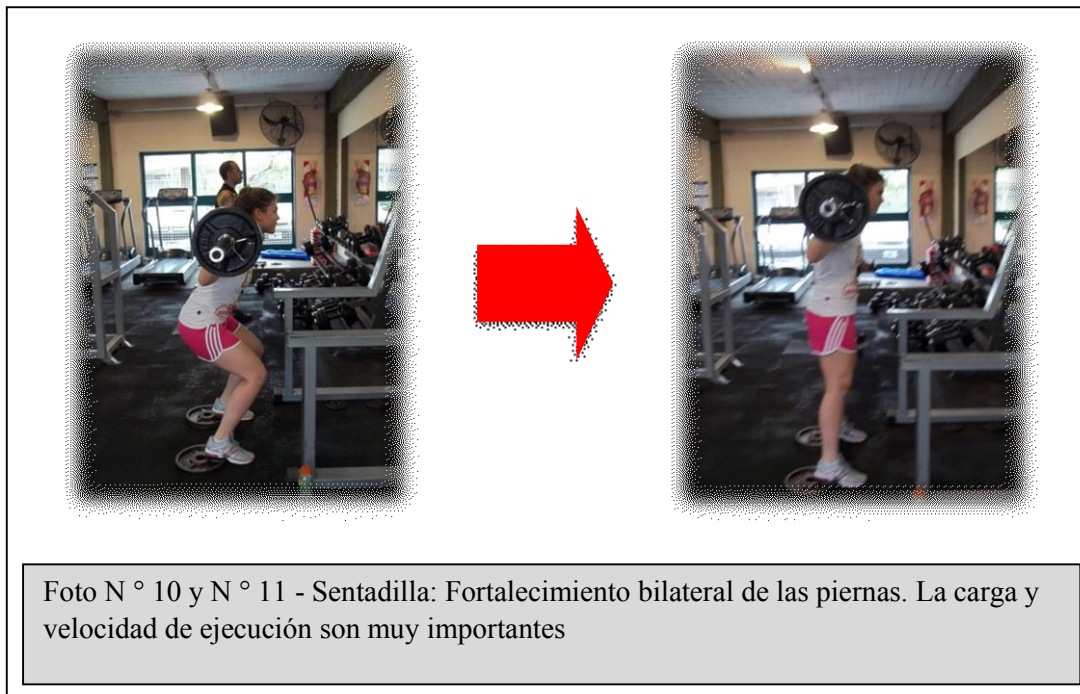 Foto N ° 10 y N ° 11 - Sentadilla: Fortalecimiento bilateral de las piernas. La carga y
velocidad de ejecución son muy importantes